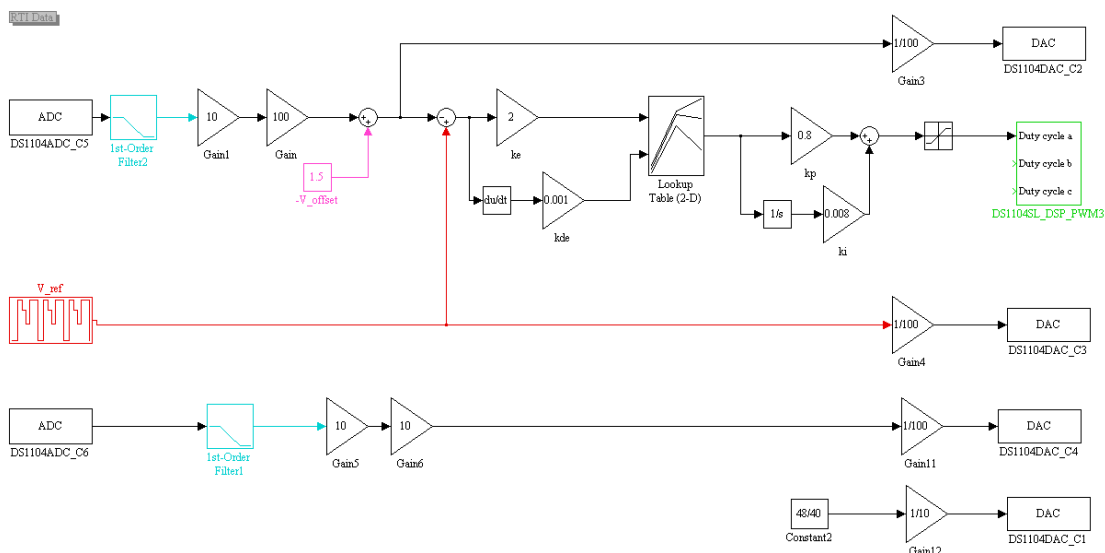 RTI Data
1/100
Gain3
DAC
DS1104DAC_C2
ADC
DS1104ADC_C5
1st-Order
Filter2
10
Gain1
100
Gain
+
+
-
+
2
ke
Lookup
Table (2-D)
0.8
kp
+
+
Duty cycle a
Duty cycle b
Duty cycle c
DS1104SL_DSP_PWM3
1.5
-V_offset
du/dt
0.001
kde
1/s
0.008
ki
V_ref
1/100
Gain4
DAC
DS1104DAC_C3
ADC
DS1104ADC_C6
1st-Order
Filter1
10
Gain5
10
Gain6
1/100
Gain11
DAC
DS1104DAC_C4
48/40
Constant2
1/10
Gain12
DAC
DS1104DAC_C1